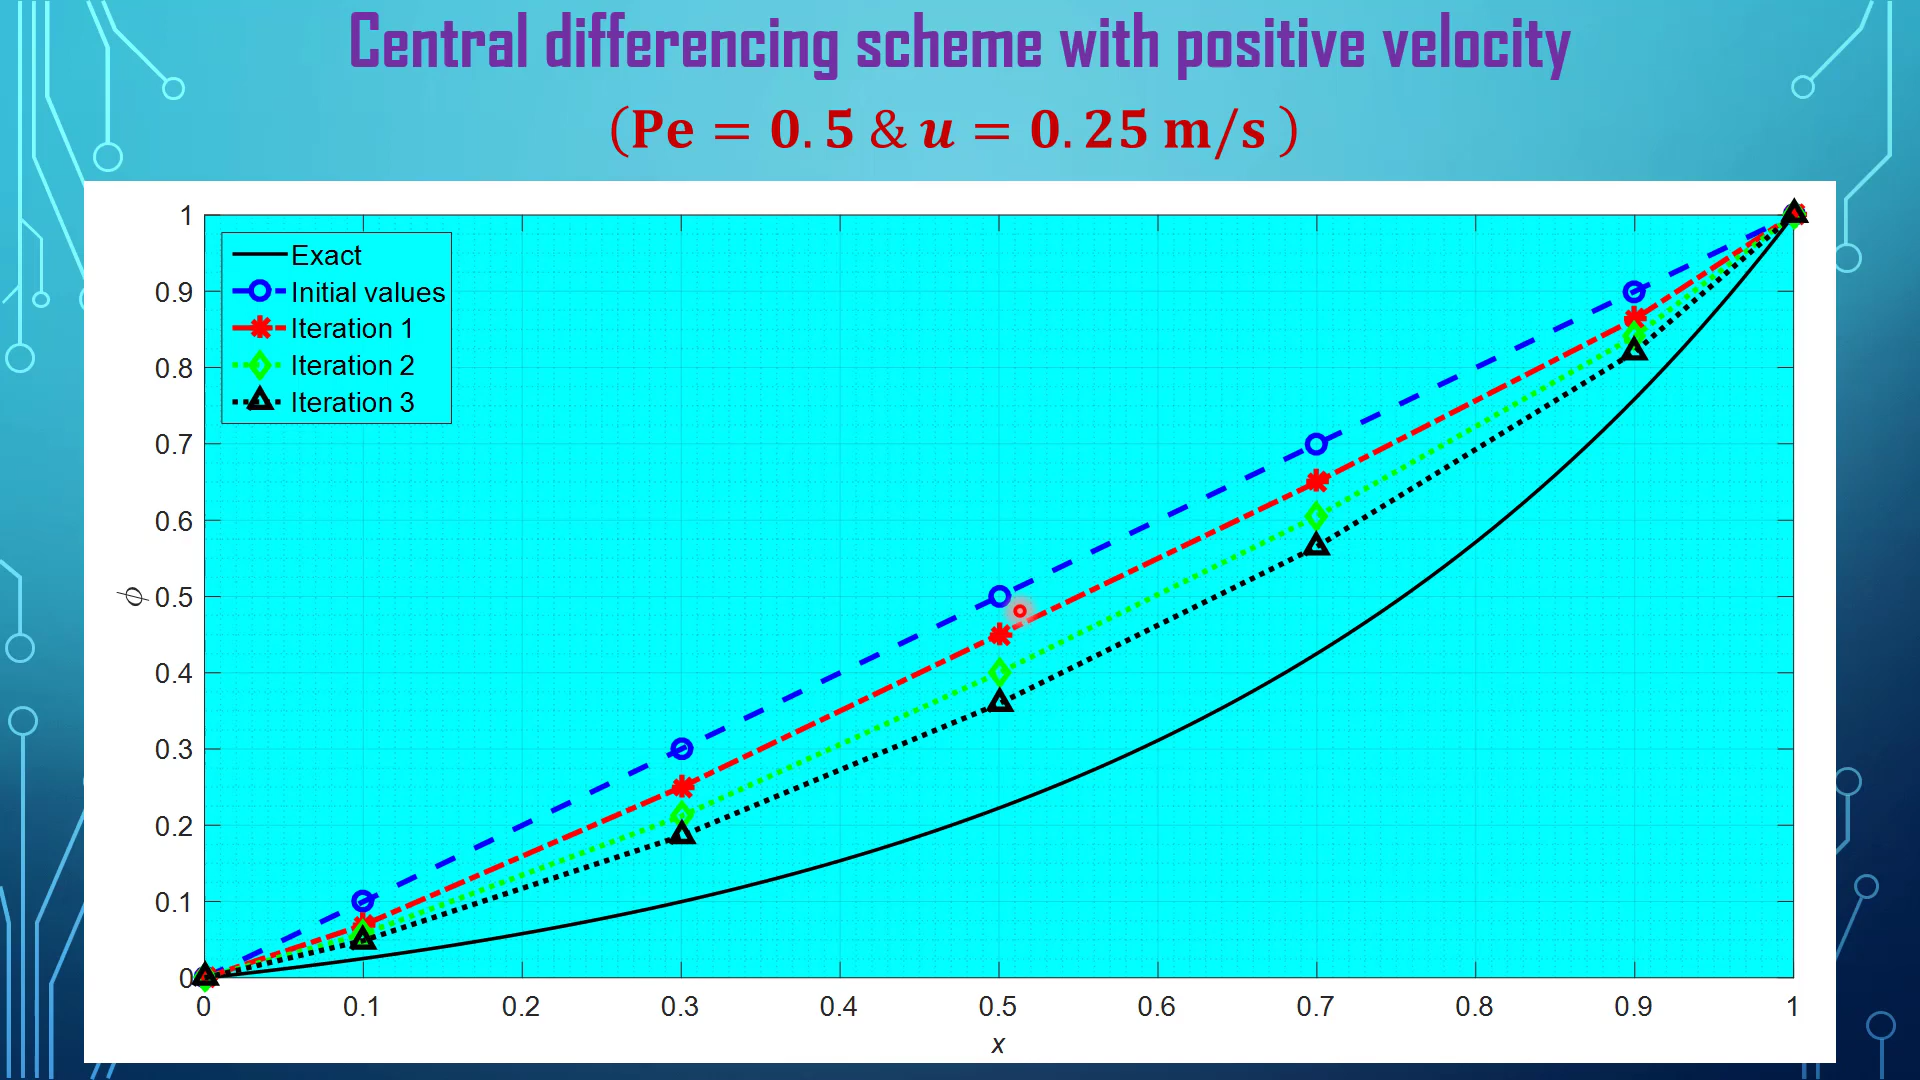 Central differencing scheme with positive velocity
(Pe = 0.5 & u = 0.25 m/s )
Exact
Initial values
Iteration 1
Iteration 2
Iteration 3
1
0.9
0.8
0.7
0.6
0.5
0.4
0.3
0.2
0.1
0
ϕ
0 0.1 0.2 0.3 0.4 0.5 0.6 0.7 0.8 0.9 1
x